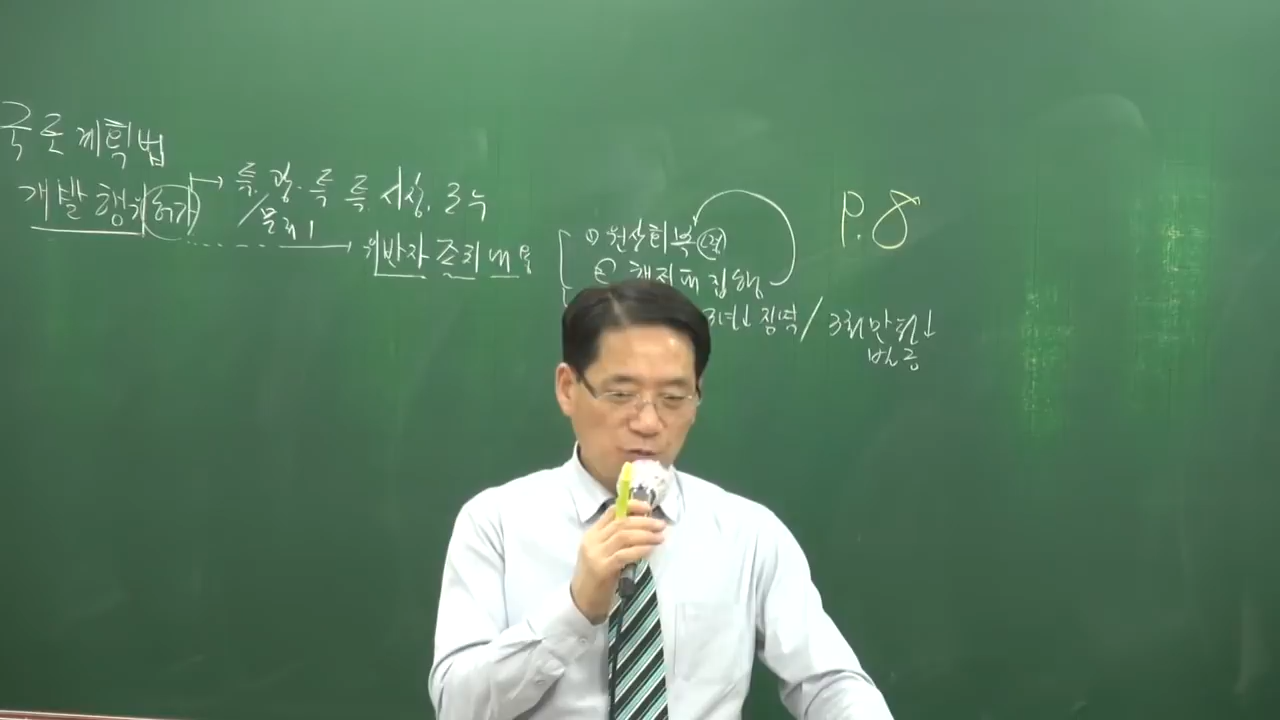 국토계획법
개발행위허가 → 특.광.특 특 시장.군수
위반자 조치내용
① 원상회복
② 행정대집행
3년↓ 징역 / 3천만원↓
벌금
P.8